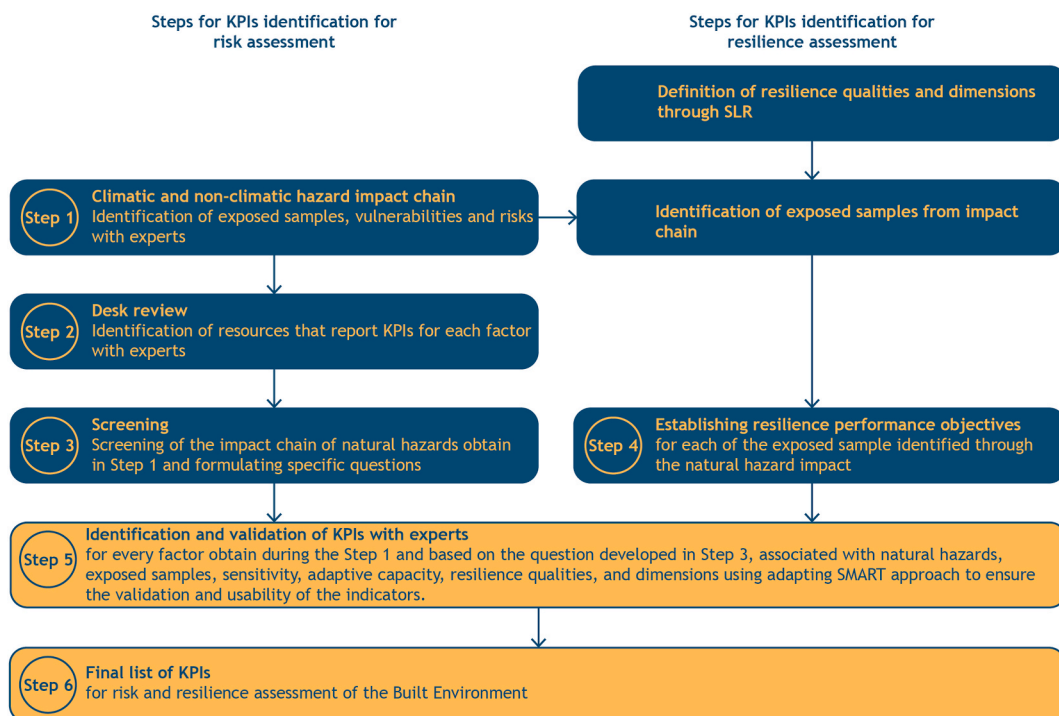 Steps for KPIs identification for
risk assessment
Steps for KPIs identification for
resilience assessment
Definition of resilience qualities and dimensions
through SLR
Step 1
Climatic and non-climatic hazard impact chain
Identification of exposed samples, vulnerabilities and risks
with experts
Identification of exposed samples from impact
chain
Step 2
Desk review
Identification of resources that report KPIs for each factor
with experts
Step 3
Screening
Screening of the impact chain of natural hazards obtain
in Step 1 and formulating specific questions
Step 4
Establishing resilience performance objectives
for each of the exposed sample identified through
the natural hazard impact
Step 5
Identification and validation of KPIs with experts
for every factor obtain during the Step 1 and based on the question developed in Step 3, associated with natural hazards,
exposed samples, sensitivity, adaptive capacity, resilience qualities, and dimensions using adapting SMART approach to ensure
the validation and usability of the indicators.
Step 6
Final list of KPIs
for risk and resilience assessment of the Built Environment